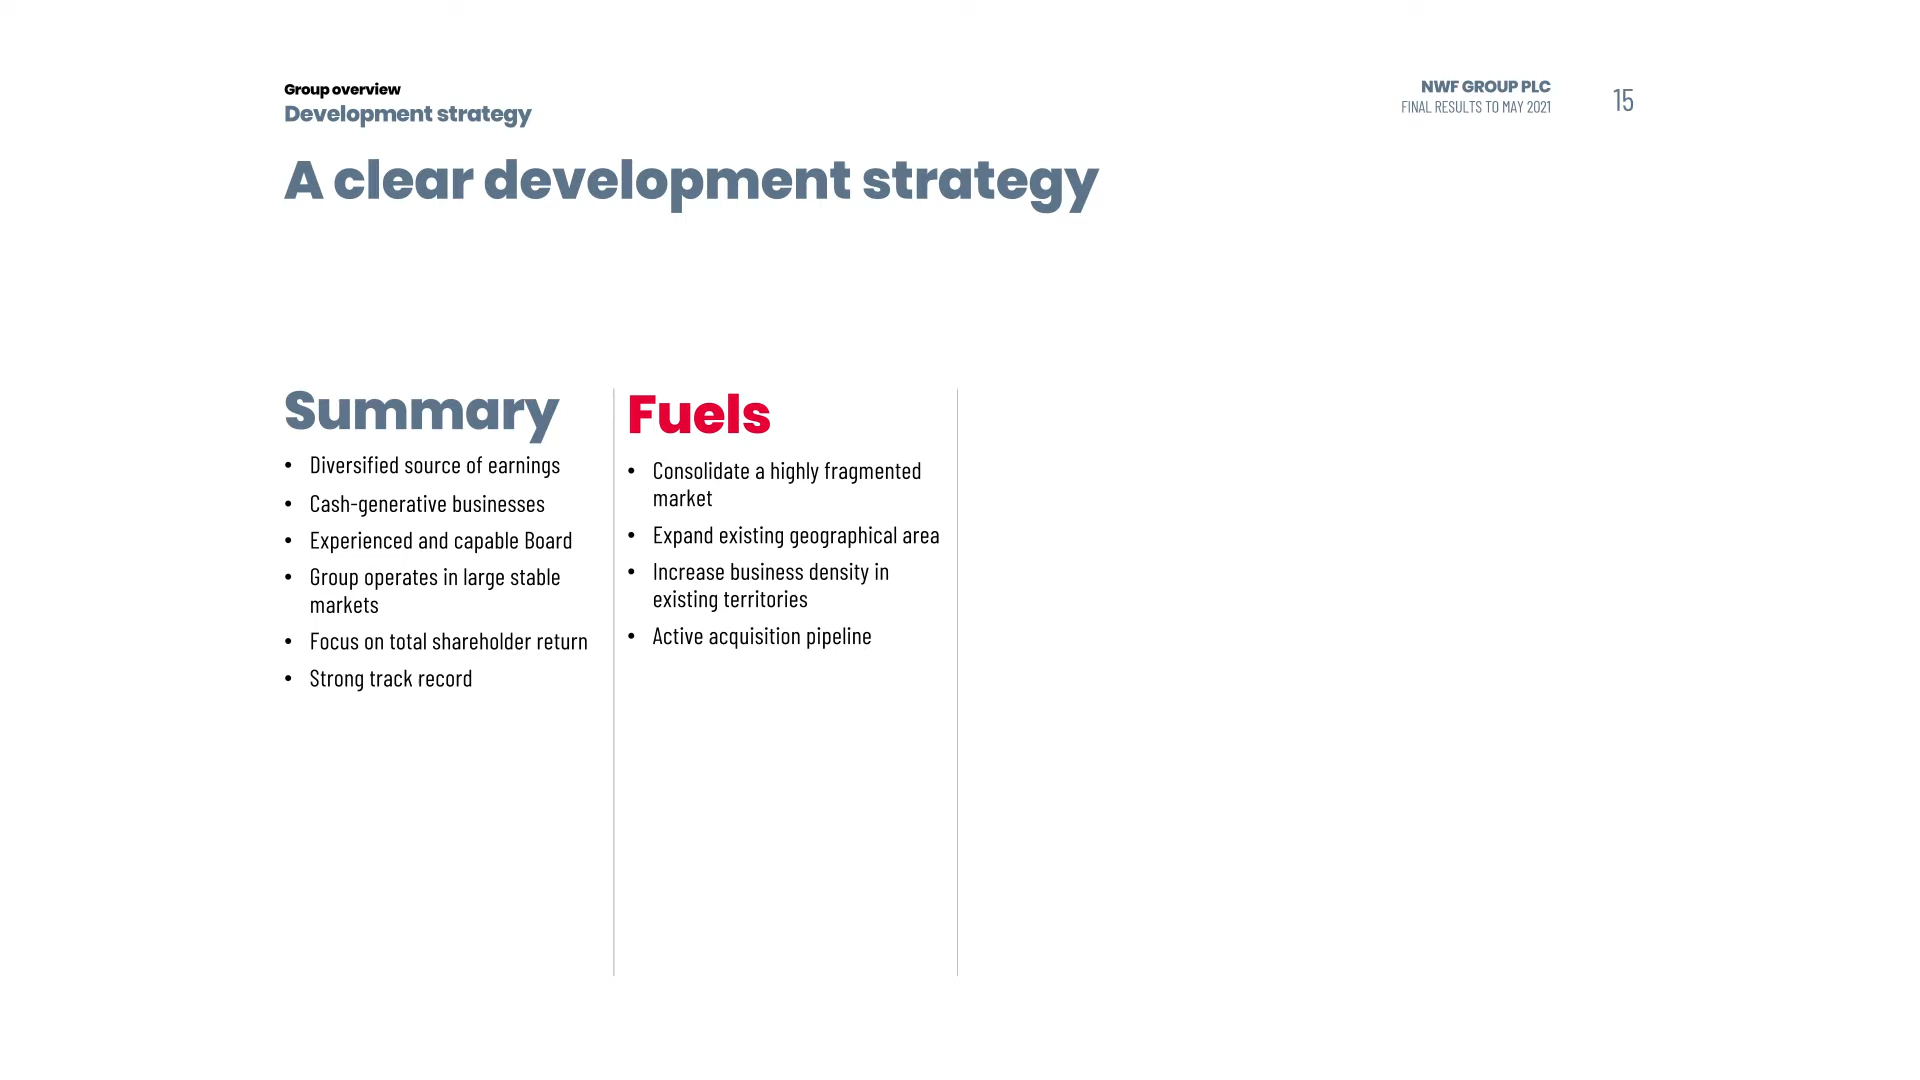 Group overview
Development strategy
NWF GROUP PLC
FINAL RESULTS TO MAY 2021
15
A clear development strategy
Summary
• Diversified source of earnings
• Cash-generative businesses
• Experienced and capable Board
• Group operates in large stable
markets
• Focus on total shareholder return
• Strong track record
Fuels
• Consolidate a highly fragmented
market
• Expand existing geographical area
• Increase business density in
existing territories
• Active acquisition pipeline